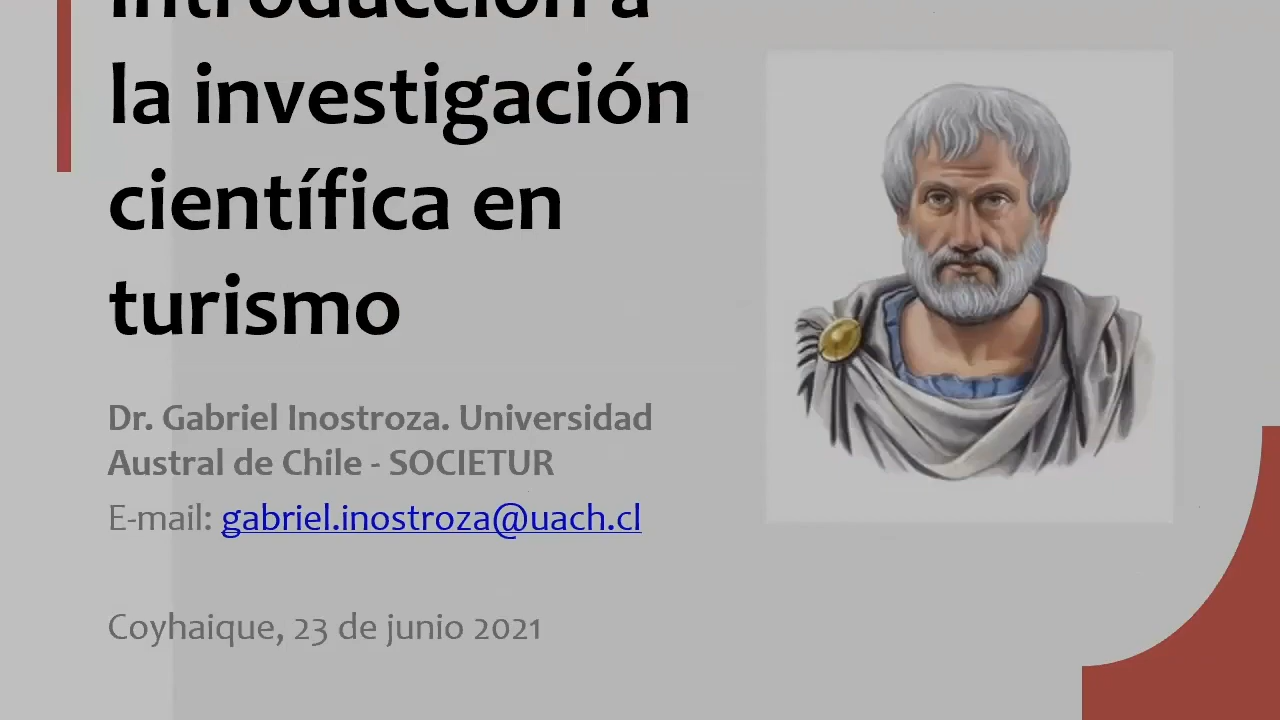 Introducción a
la investigación
científica en
turismo
Dr. Gabriel Inostroza. Universidad
Austral de Chile - SOCIETUR
E-mail: gabriel.inostroza@uach.cl
Coyhaique, 23 de junio 2021